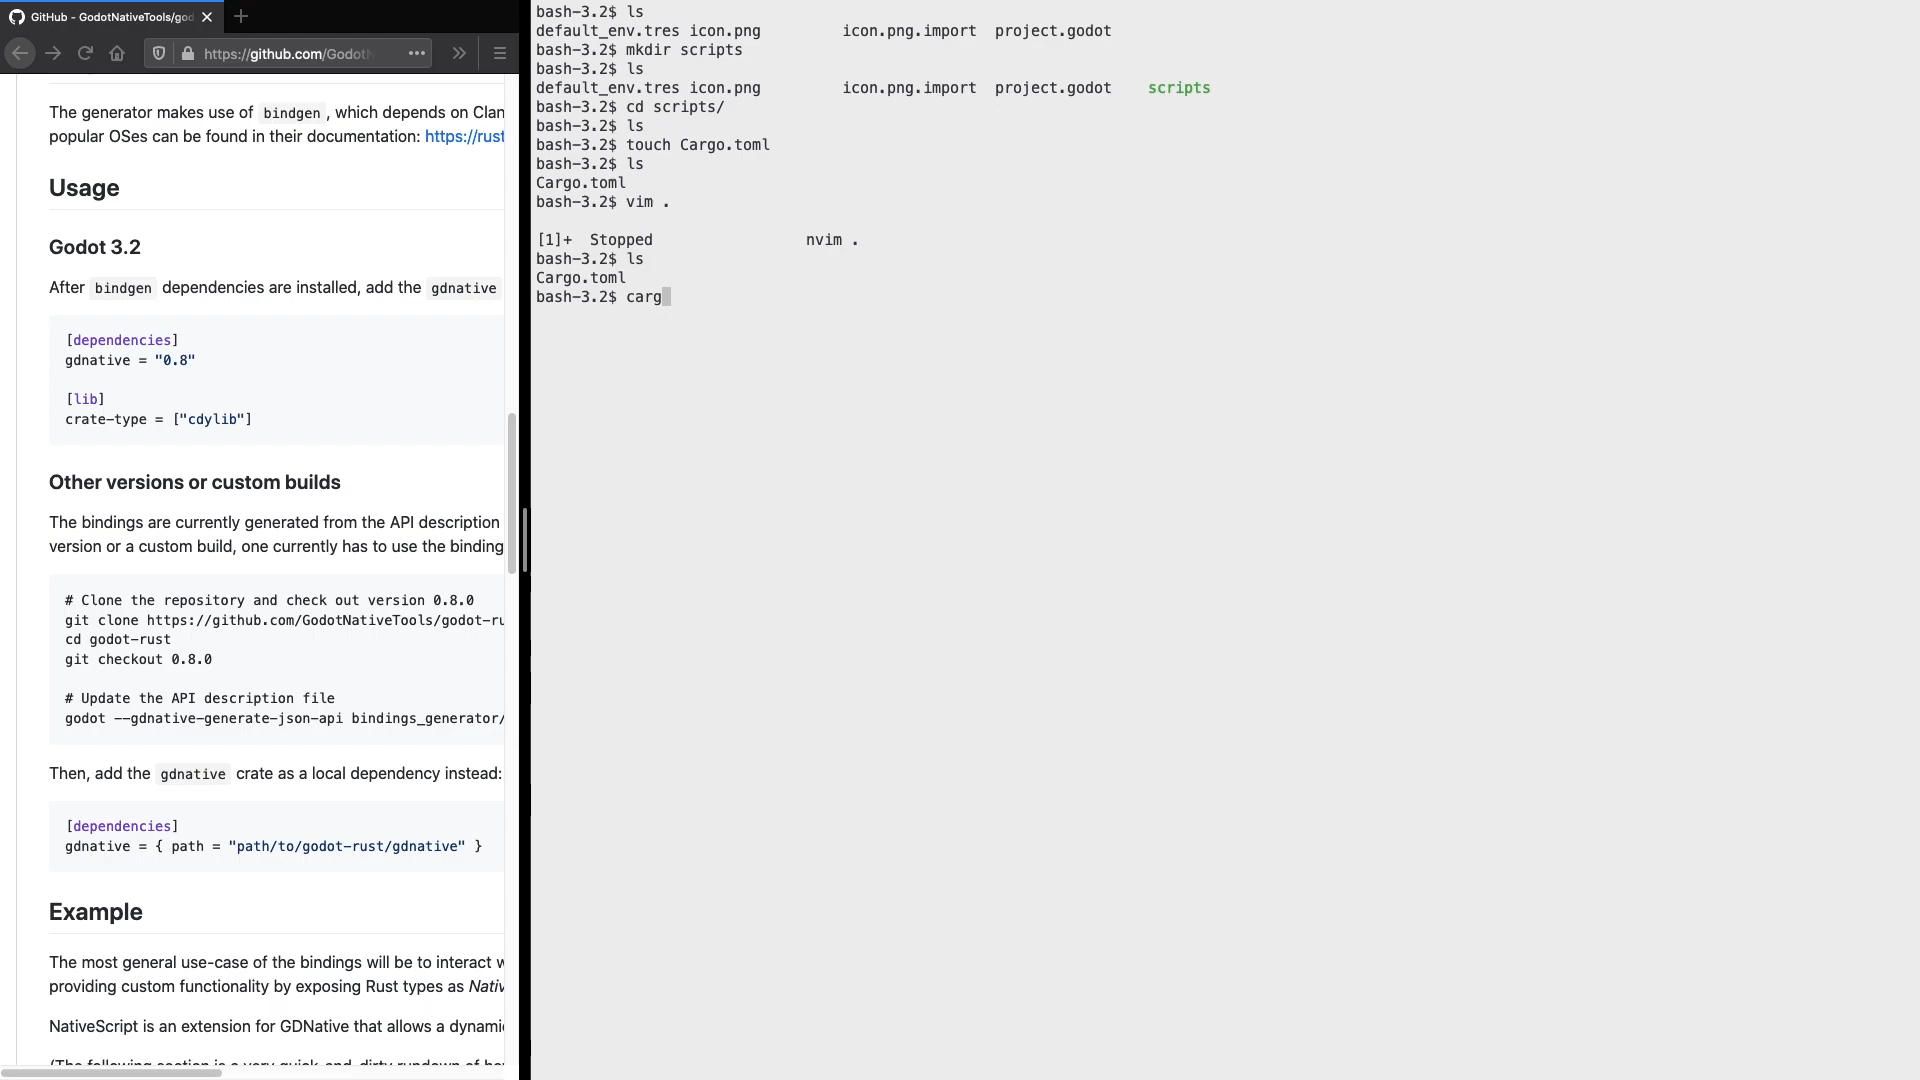 GitHub - GodotNativeTools/god
https://github.com/Godot
The generator makes use of bindgen , which depends on Clan
popular OSes can be found in their documentation: https://rust
Usage
Godot 3.2
After bindgen dependencies are installed, add the gdnative
[dependencies]
gdnative = "0.8"
[lib]
crate-type = ["cdylib"]
Other versions or custom builds
The bindings are currently generated from the API description
version or a custom build, one currently has to use the binding
# Clone the repository and check out version 0.8.0
git clone https://github.com/GodotNativeTools/godot-ru
cd godot-rust
git checkout 0.8.0
# Update the API description file
godot --gdnative-generate-json-api bindings_generator/
Then, add the gdnative crate as a local dependency instead:
[dependencies]
gdnative = { path = "path/to/godot-rust/gdnative" }
Example
The most general use-case of the bindings will be to interact w
providing custom functionality by exposing Rust types as Nativ
NativeScript is an extension for GDNative that allows a dynami
(The following section is a very quick-and-dirty rundown of ho
bash-3.2$ ls
default_env.tres icon.png icon.png.import project.godot
bash-3.2$ mkdir scripts
bash-3.2$ ls
default_env.tres icon.png icon.png.import project.godot scripts
bash-3.2$ cd scripts/
bash-3.2$ ls
bash-3.2$ touch Cargo.toml
bash-3.2$ ls
Cargo.toml
bash-3.2$ vim .
[1]+ Stopped nvim .
bash-3.2$ ls
Cargo.toml
bash-3.2$ carg